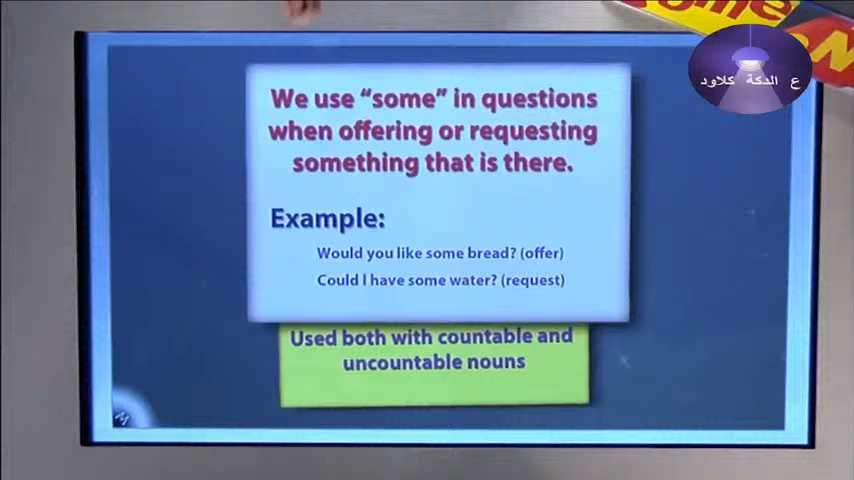 ome
ع الدكة كلاود
We use “some” in questions
when offering or requesting
something that is there.
Example:
Would you like some bread? (offer)
Could I have some water? (request)
Used both with countable and
uncountable nouns
M